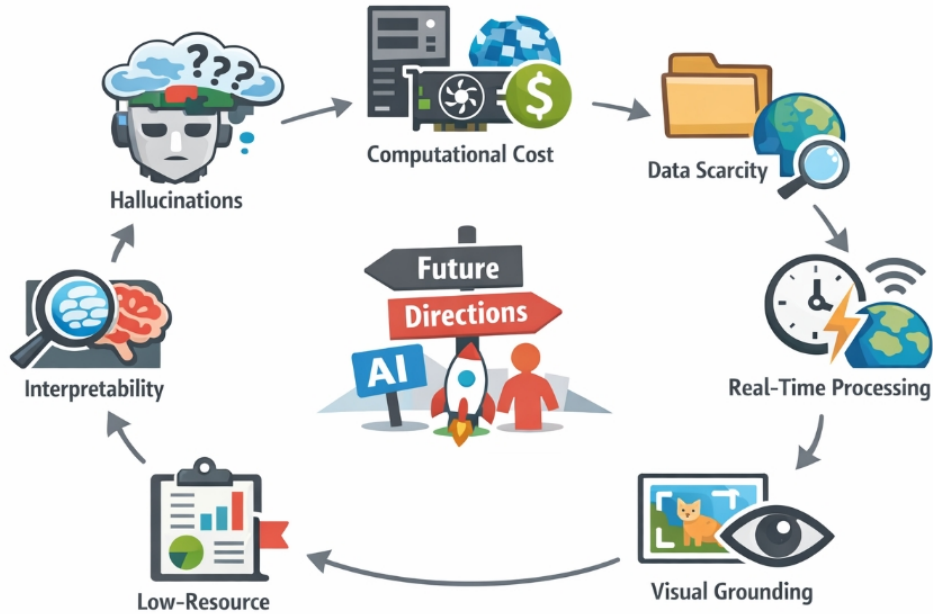 ???
$
Hallucinations
Computational Cost
Data Scarcity
Future
Directions
AI
Interpretability
Real-Time Processing
Low-Resource
Visual Grounding